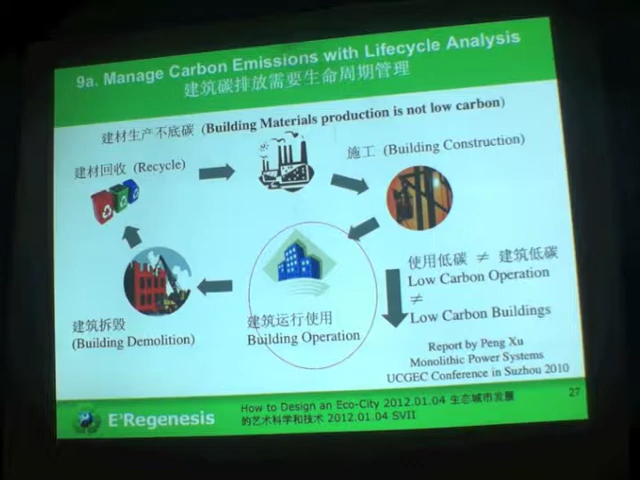 9a. Manage Carbon Emissions with Lifecycle Analysis
建筑碳排放需要生命周期管理
建材生产不底碳 (Building Materials production is not low carbon)
建材回收 (Recycle)
施工 (Building Construction)
使用低碳 ≠ 建筑低碳
Low Carbon Operation
≠
Low Carbon Buildings
建筑拆毁
(Building Demolition)
建筑运行使用
Building Operation
Report by Peng Xu
Monolithic Power Systems
UCGEC Conference in Suzhou 2010
27
E³Regenesis
How to Design an Eco-City 2012.01.04 生态城市发展
的艺术科学和技术 2012.01.04 SVII